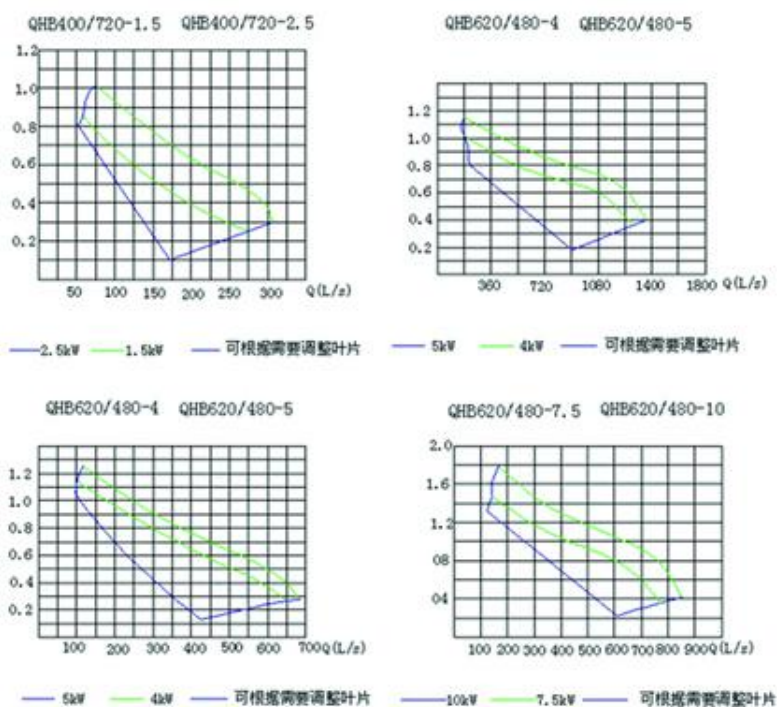 QHB400/720-1.5 QHB400/720-2.5
1.2
1.0
0.8
0.6
0.4
0.2
50 100 150 200 250 300 Q(L/s)
2.5kW 1.5kW 可根据需要调整叶片
QHB620/480-4 QHB620/480-5
1.2
1.0
0.8
0.6
0.4
0.2
360 720 1080 1400 1800 Q(L/s)
5kW 4kW 可根据需要调整叶片
QHB620/480-4 QHB620/480-5
1.2
1.0
0.8
0.6
0.4
0.2
100 200 300 400 500 600 700Q(L/s)
5kW 4kW 可根据需要调整叶片
QHB620/480-7.5 QHB620/480-10
2.0
1.6
1.2
08
04
100 200 300 400 500 600 700 800 900Q(L/s)
10kW 7.5kW 可根据需要调整叶片